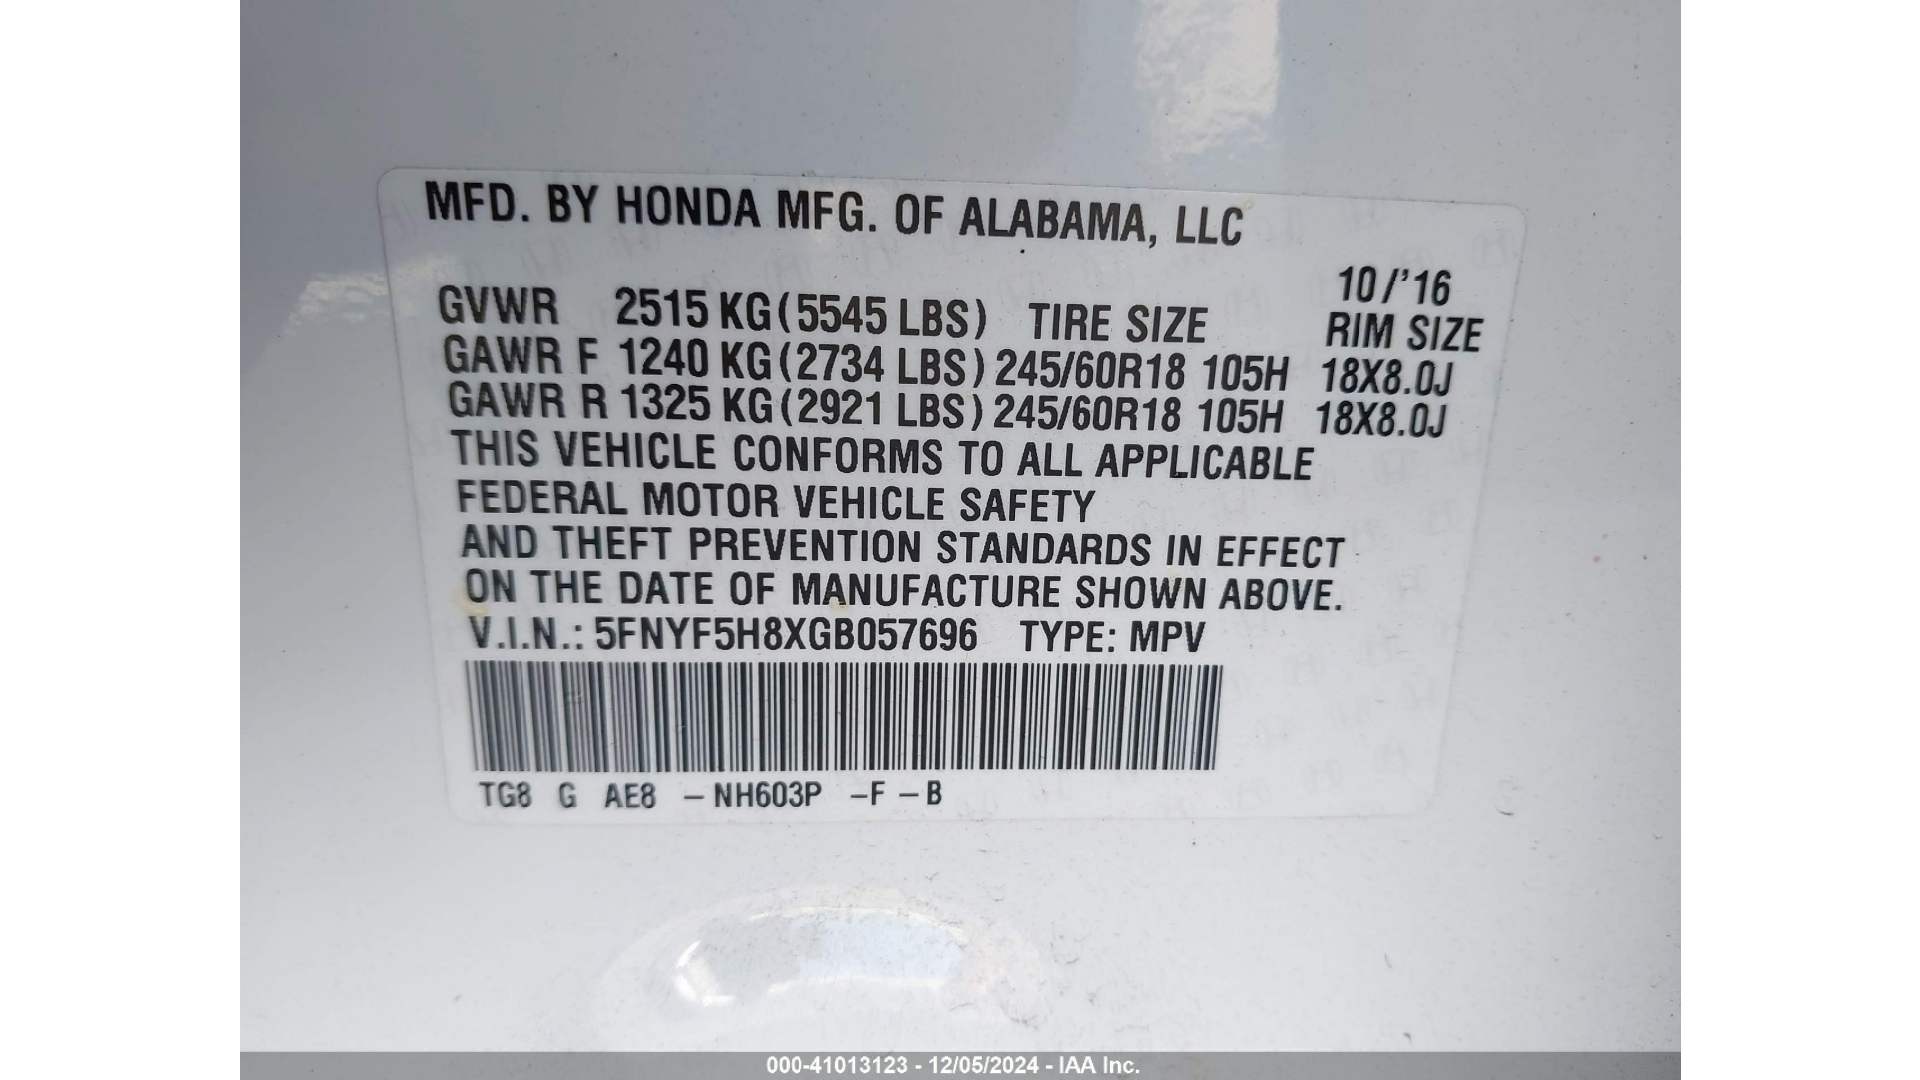 MFD. BY HONDA MFG. OF ALABAMA, LLC
10/'16
GVWR 2515 KG (5545 LBS) TIRE SIZE RIM SIZE
GAWR F 1240 KG (2734 LBS) 245/60R18 105H 18X8.0J
GAWR R 1325 KG (2921 LBS) 245/60R18 105H 18X8.0J
THIS VEHICLE CONFORMS TO ALL APPLICABLE
FEDERAL MOTOR VEHICLE SAFETY
AND THEFT PREVENTION STANDARDS IN EFFECT
ON THE DATE OF MANUFACTURE SHOWN ABOVE.
V.I.N.: 5FNYF5H8XGB057696 TYPE: MPV
TG8 G AE8 – NH603P – F – B
000-41013123 - 12/05/2024 - IAA Inc.